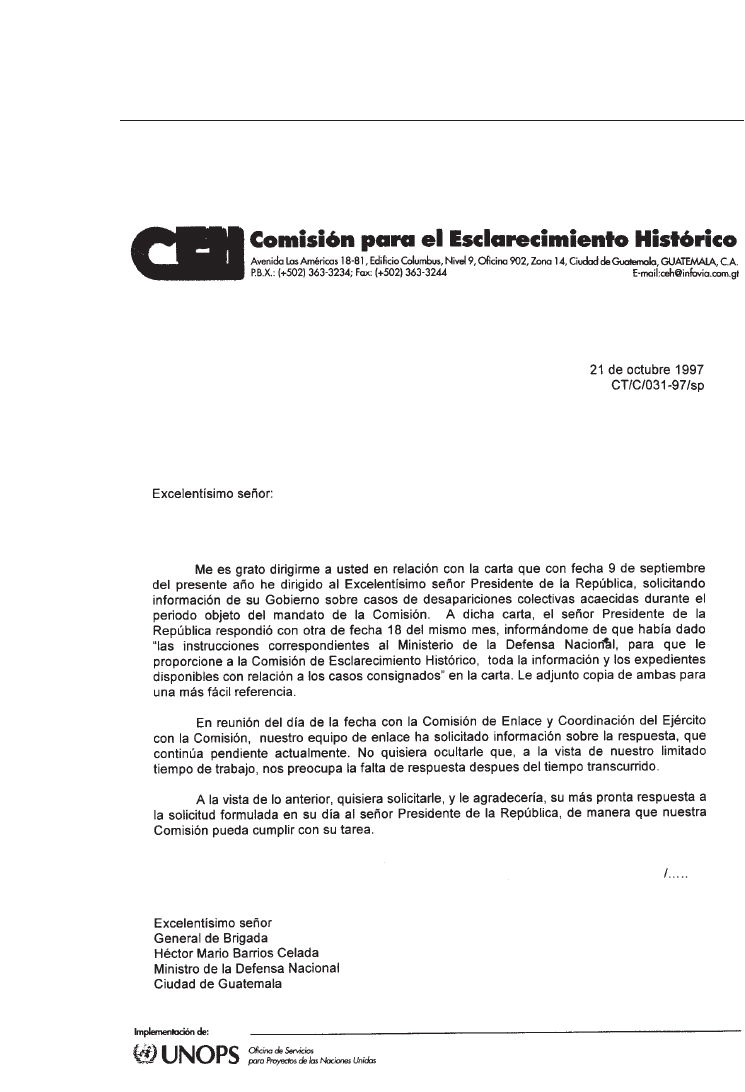 CEH Comisión para el Esclarecimiento Histórico
Avenida Las Américas 18-81, Edificio Columbus, Nivel 9, Oficina 902, Zona 14, Ciudad de Guatemala, GUATEMALA, C.A.
P.B.X.: (+502) 363-3234; Fax: (+502) 363-3244 E-mail:ceh@infovia.com.gt
21 de octubre 1997
CT/C/031-97/sp
Excelentísimo señor:
Me es grato dirigirme a usted en relación con la carta que con fecha 9 de septiembre
del presente año he dirigido al Excelentísimo señor Presidente de la República, solicitando
información de su Gobierno sobre casos de desapariciones colectivas acaecidas durante el
periodo objeto del mandato de la Comisión. A dicha carta, el señor Presidente de la
República respondió con otra de fecha 18 del mismo mes, informándome de que había dado
"las instrucciones correspondientes al Ministerio de la Defensa Nacional, para que le
proporcione a la Comisión de Esclarecimiento Histórico, toda la información y los expedientes
disponibles con relación a los casos consignados" en la carta. Le adjunto copia de ambas para
una más fácil referencia.
En reunión del día de la fecha con la Comisión de Enlace y Coordinación del Ejército
con la Comisión, nuestro equipo de enlace ha solicitado información sobre la respuesta, que
continúa pendiente actualmente. No quisiera ocultarle que, a la vista de nuestro limitado
tiempo de trabajo, nos preocupa la falta de respuesta despues del tiempo transcurrido.
A la vista de lo anterior, quisiera solicitarle, y le agradecería, su más pronta respuesta a
la solicitud formulada en su día al señor Presidente de la República, de manera que nuestra
Comisión pueda cumplir con su tarea.
/.....
Excelentísimo señor
General de Brigada
Héctor Mario Barrios Celada
Ministro de la Defensa Nacional
Ciudad de Guatemala
Implementación de:
UNOPS Oficina de Servicios
para Proyectos de las Naciones Unidas